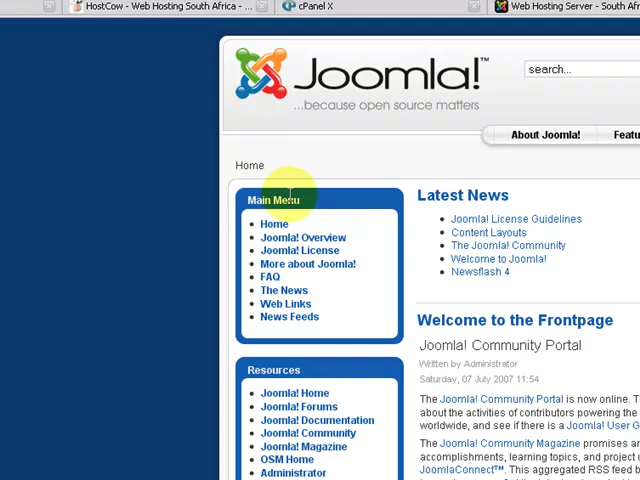 HostCow - Web Hosting South Africa - ...
cPanel X
Web Hosting Server - South Afr
Joomla!™
...because open source matters
search...
About Joomla!
Featu
Home
Main Menu
Home
Joomla! Overview
Joomla! License
More about Joomla!
FAQ
The News
Web Links
News Feeds
Resources
Joomla! Home
Joomla! Forums
Joomla! Documentation
Joomla! Community
Joomla! Magazine
OSM Home
Administrator
Latest News
Joomla! License Guidelines
Content Layouts
The Joomla! Community
Welcome to Joomla!
Newsflash 4
Welcome to the Frontpage
Joomla! Community Portal
Written by Administrator
Saturday, 07 July 2007 11:54
The Joomla! Community Portal is now online. T
about the activities of contributors powering the
worldwide, and see if there is a Joomla! User G
The Joomla! Community Magazine promises an
accomplishments, learning topics, and project u
JoomlaConnect™. This aggregated RSS feed b